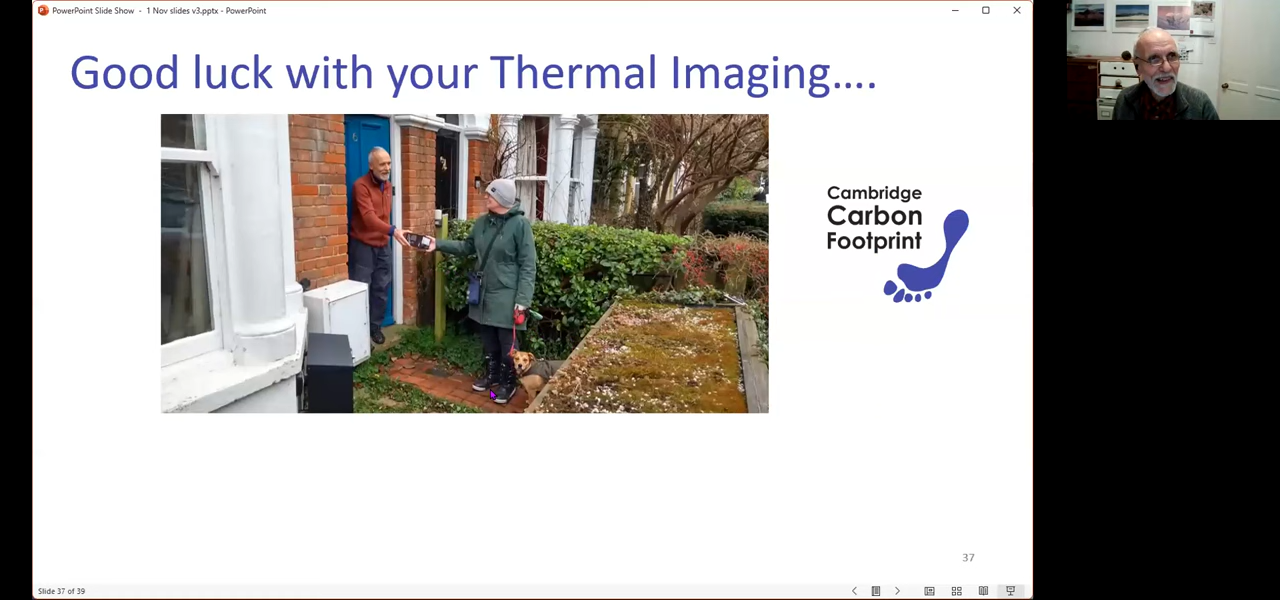 PowerPoint Slide Show - 1 Nov slides v3.pptx - PowerPoint
Good luck with your Thermal Imaging....
Cambridge
Carbon
Footprint
37
Slide 37 of 39